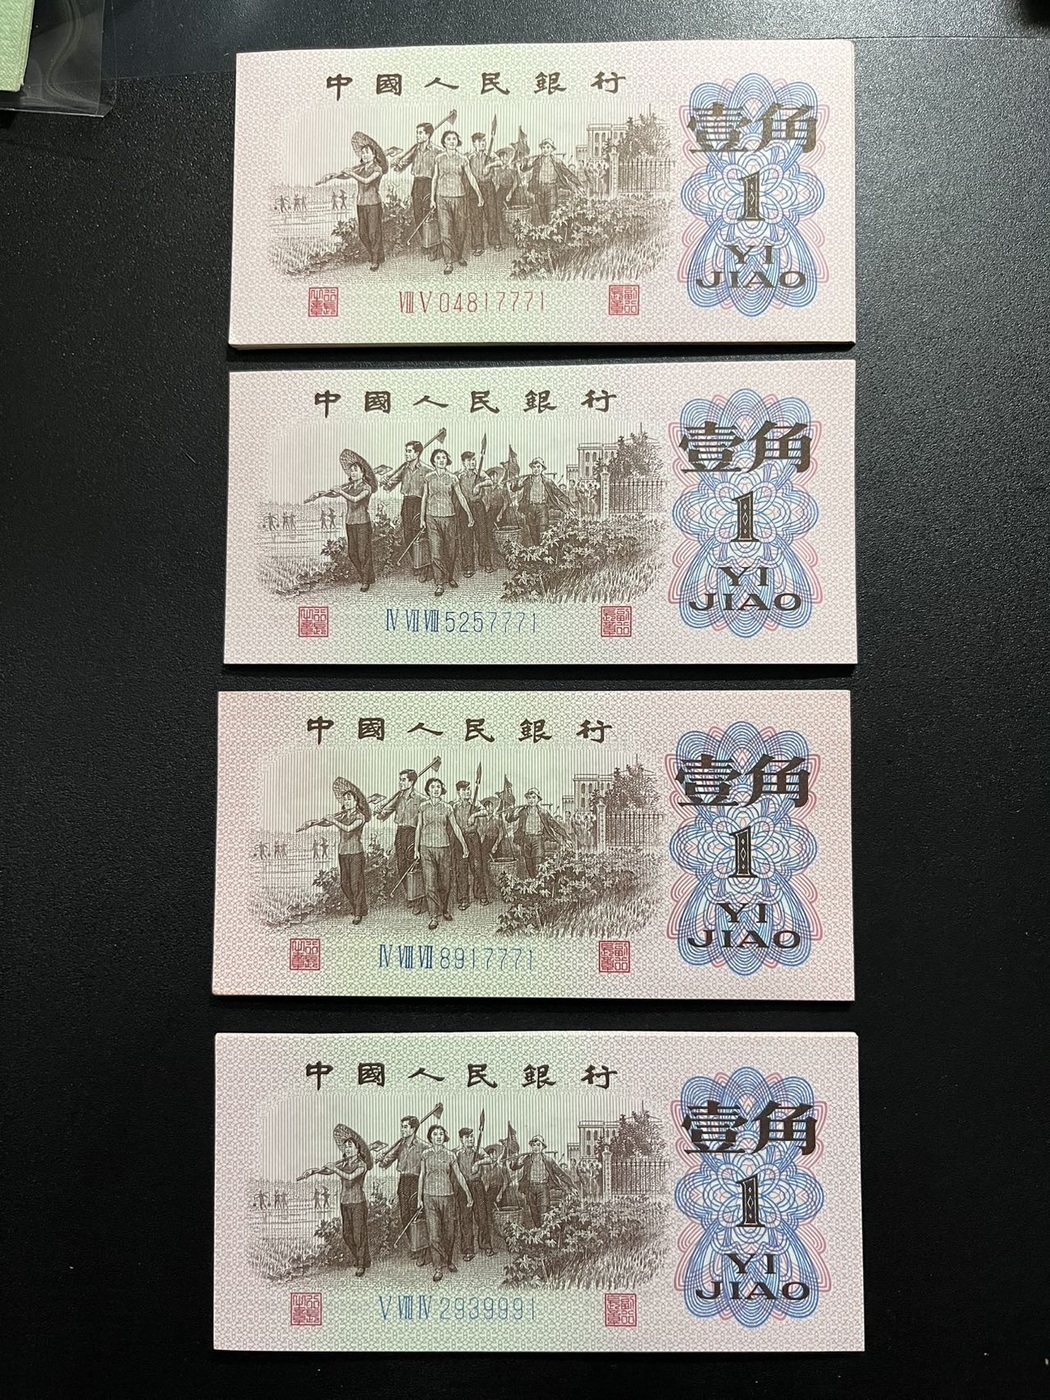 中國人民銀行
壹角
1
YI
JIAO
Ⅷ Ⅴ 04817771
中國人民銀行
壹角
1
YI
JIAO
Ⅳ Ⅶ Ⅷ 5257771
中國人民銀行
壹角
1
YI
JIAO
Ⅳ Ⅷ Ⅶ 8917771
中國人民銀行
壹角
1
YI
JIAO
Ⅴ Ⅷ Ⅳ 2939991